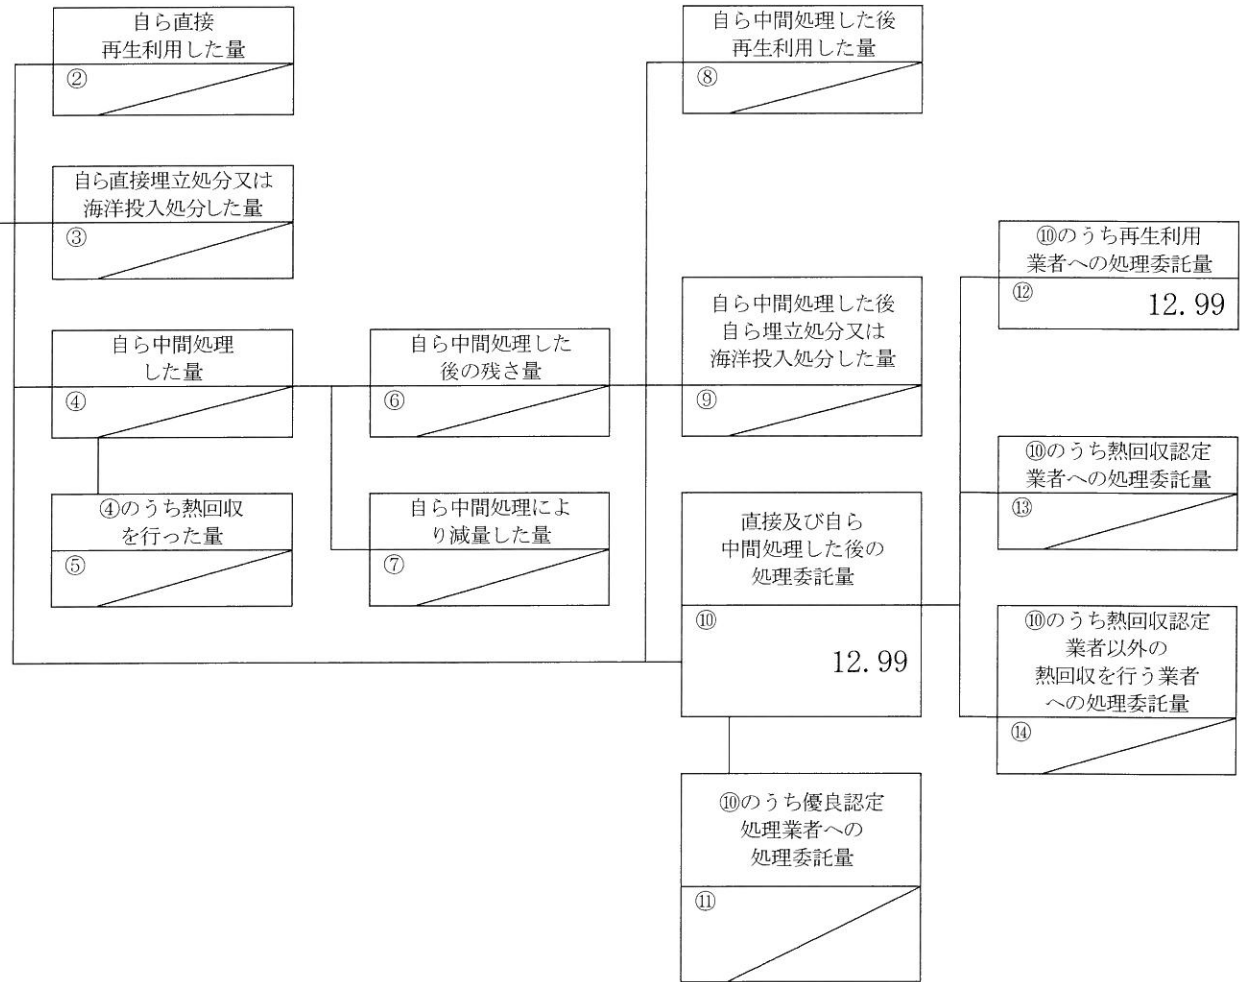 自ら直接
再生利用した量
②
自ら直接埋立処分又は
海洋投入処分した量
③
自ら中間処理
した量
④
④のうち熱回収
を行った量
⑤
自ら中間処理した
後の残さ量
⑥
自ら中間処理によ
り減量した量
⑦
自ら中間処理した後
再生利用した量
⑧
自ら中間処理した後
自ら埋立処分又は
海洋投入処分した量
⑨
直接及び自ら
中間処理した後の
処理委託量
⑩
12.99
⑩のうち優良認定
処理業者への
処理委託量
⑪
⑩のうち再生利用
業者への処理委託量
⑫ 12.99
⑩のうち熱回収認定
業者への処理委託量
⑬
⑩のうち熱回収認定
業者以外の
熱回収を行う業者
への処理委託量
⑭